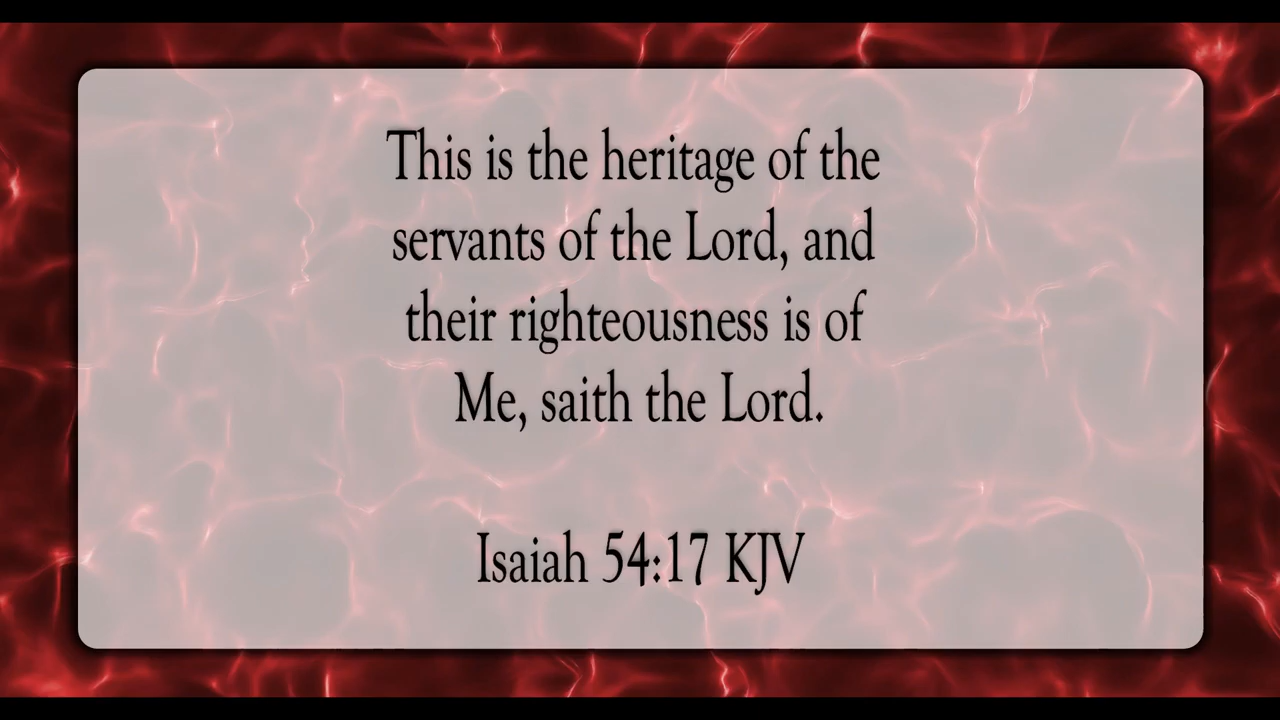 This is the heritage of the
servants of the Lord, and
their righteousness is of
Me, saith the Lord.
Isaiah 54:17 KJV